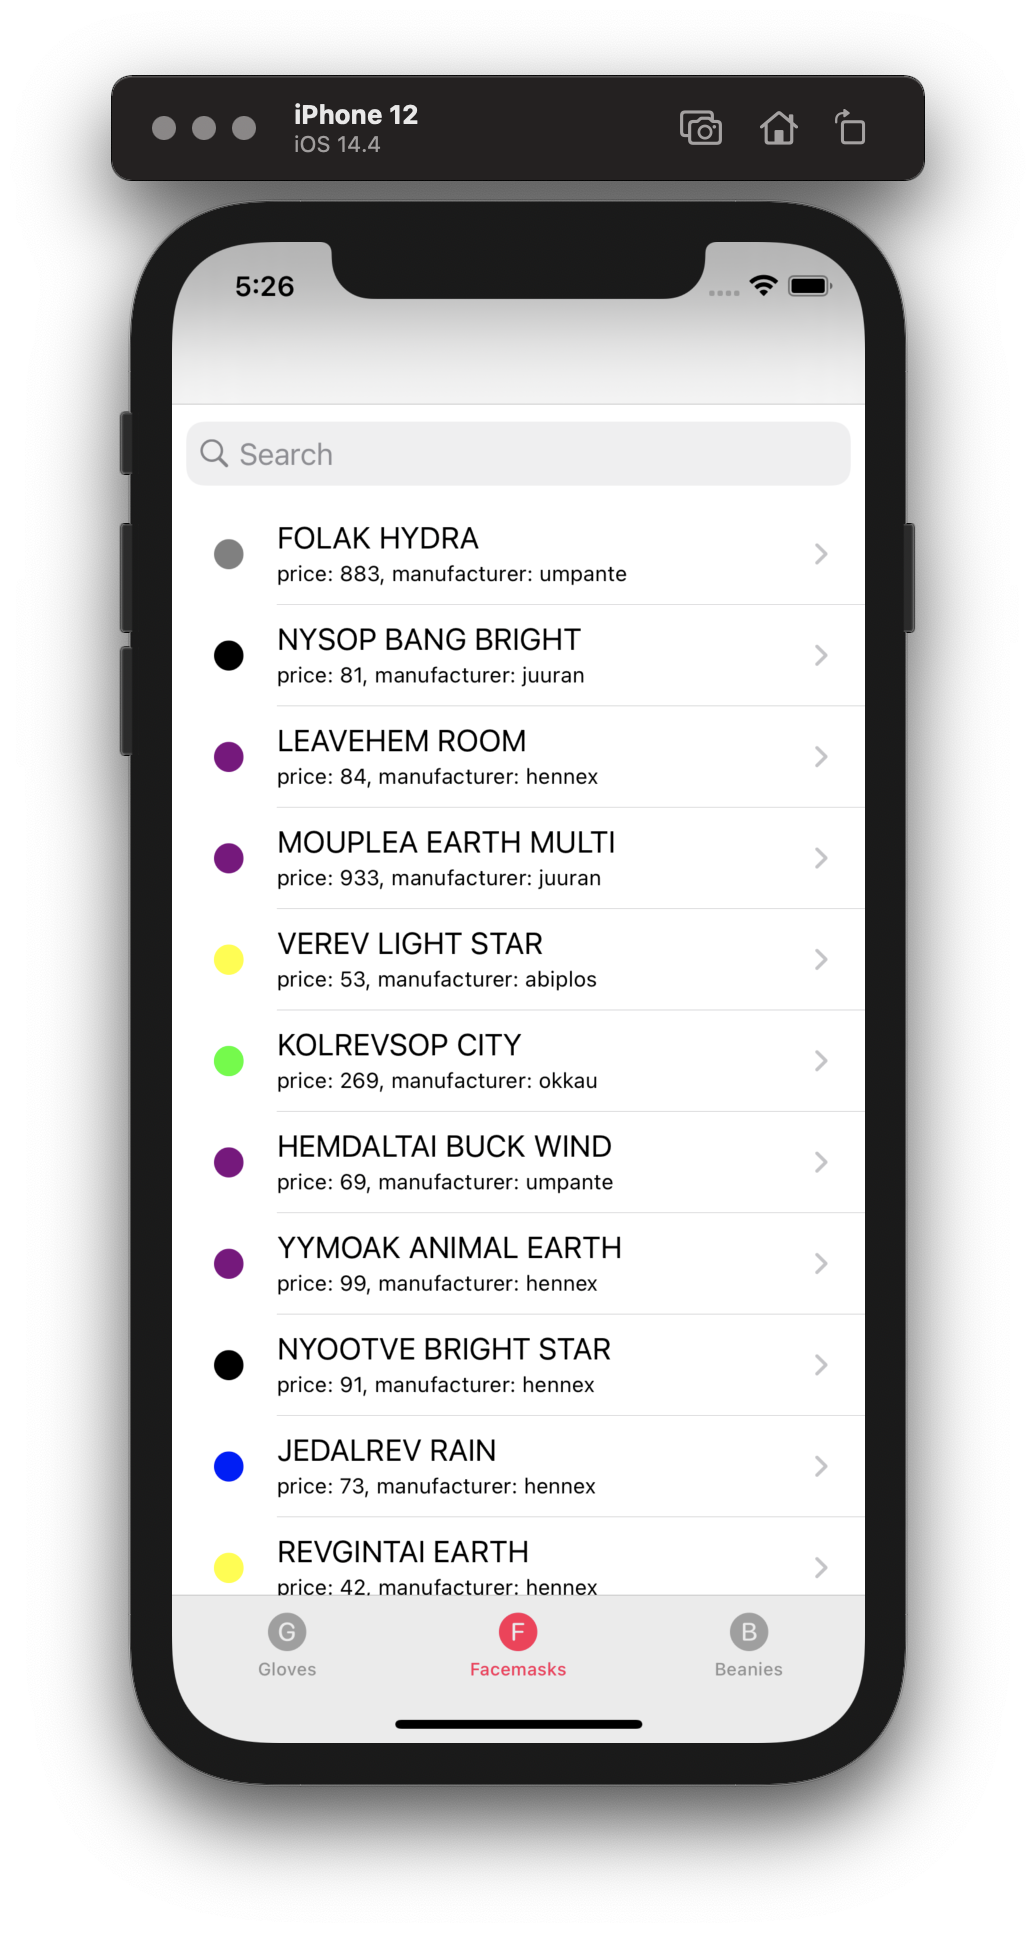 iPhone 12
iOS 14.4
5:26
Search
FOLAK HYDRA
price: 883, manufacturer: umpante
NYSOP BANG BRIGHT
price: 81, manufacturer: juuran
LEAVEHEM ROOM
price: 84, manufacturer: hennex
MOUPLEA EARTH MULTI
price: 933, manufacturer: juuran
VEREV LIGHT STAR
price: 53, manufacturer: abiplos
KOLREVSOP CITY
price: 269, manufacturer: okkau
HEMDALTAI BUCK WIND
price: 69, manufacturer: umpante
YYMOAK ANIMAL EARTH
price: 99, manufacturer: hennex
NYOOTVE BRIGHT STAR
price: 91, manufacturer: hennex
JEDALREV RAIN
price: 73, manufacturer: hennex
REVGINTAI EARTH
price: 42, manufacturer: hennex
G F B
Gloves Facemasks Beanies